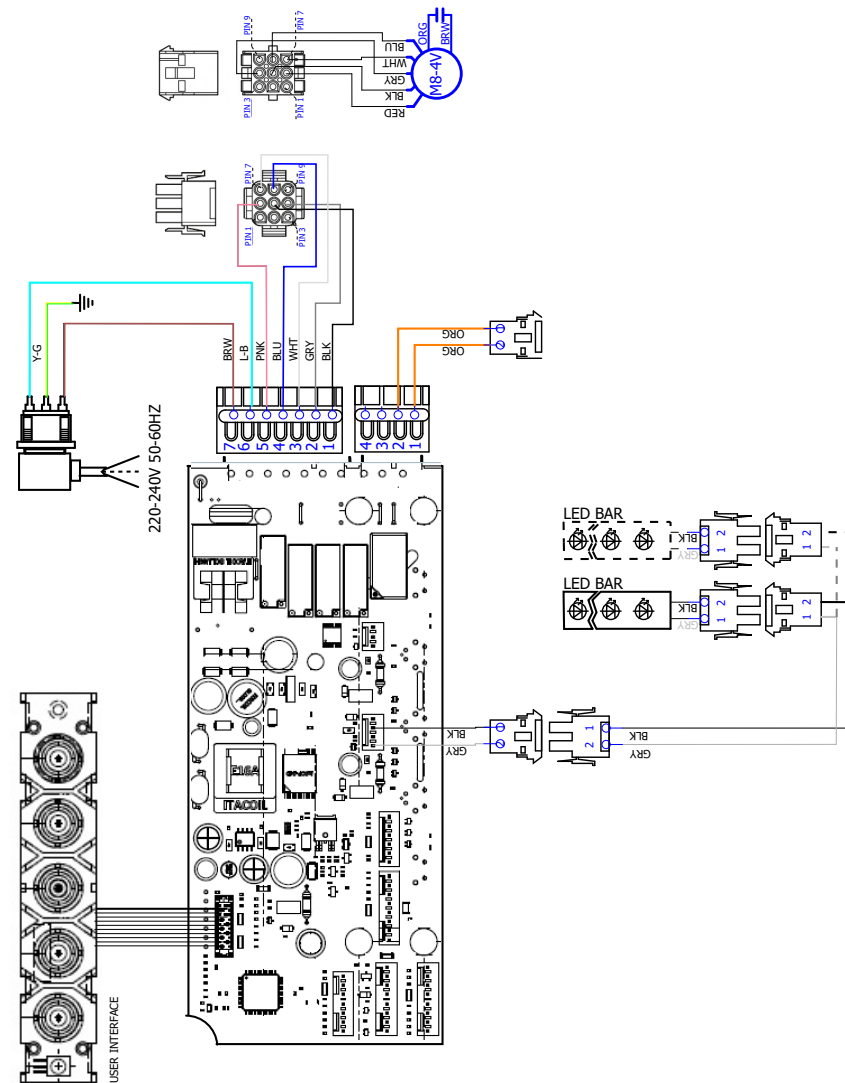 PIN 9
PIN 7
PIN 3
PIN 1
BLU
WHT
GRY
BLK
RED
ORG
BRW
M8-4V
PIN 7
PIN 9
PIN 1
PIN 3
Y-G
BRW
L-B
PNK
BLU
WHT
GRY
BLK
7
6
5
4
3
2
1
4
3
2
1
ORG
ORG
220-240V 50-60HZ
LED BAR
BLK
GRY
2
1
2
1
LED BAR
BLK
GRY
2
1
2
1
E16A
ITACOIL
BLK
GRY
1
2
BLK
GRY
USER INTERFACE